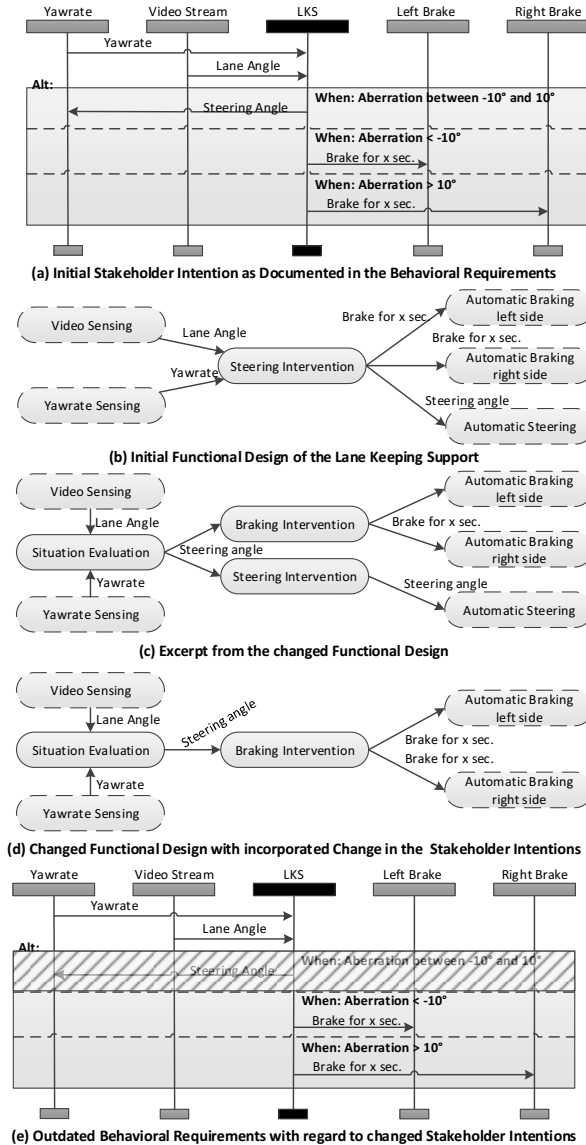 Yawrate Video Stream LKS Left Brake Right Brake
Yawrate
Lane Angle
Alt:
When: Aberration between -10° and 10°
Steering Angle
When: Aberration < -10°
Brake for x sec.
When: Aberration > 10°
Brake for x sec.
(a) Initial Stakeholder Intention as Documented in the Behavioral Requirements
Video Sensing
Lane Angle
Yawrate
Yawrate Sensing
Steering Intervention
Brake for x sec.
Automatic Braking
left side
Brake for x sec.
Automatic Braking
right side
Steering angle
Automatic Steering
(b) Initial Functional Design of the Lane Keeping Support
Video Sensing
Lane Angle
Situation Evaluation
Yawrate
Yawrate Sensing
Braking Intervention
Steering angle
Steering Intervention
Automatic Braking
left side
Brake for x sec.
Automatic Braking
right side
Steering angle
Automatic Steering
(c) Excerpt from the changed Functional Design
Video Sensing
Lane Angle
Situation Evaluation
Yawrate
Yawrate Sensing
Steering angle
Braking Intervention
Automatic Braking
left side
Brake for x sec.
Brake for x sec.
Automatic Braking
right side
(d) Changed Functional Design with incorporated Change in the Stakeholder Intentions
Yawrate Video Stream LKS Left Brake Right Brake
Yawrate
Lane Angle
Alt:
When: Aberration between -10° and 10°
Steering Angle
When: Aberration < -10°
Brake for x sec.
When: Aberration > 10°
Brake for x sec.
(e) Outdated Behavioral Requirements with regard to changed Stakeholder Intentions